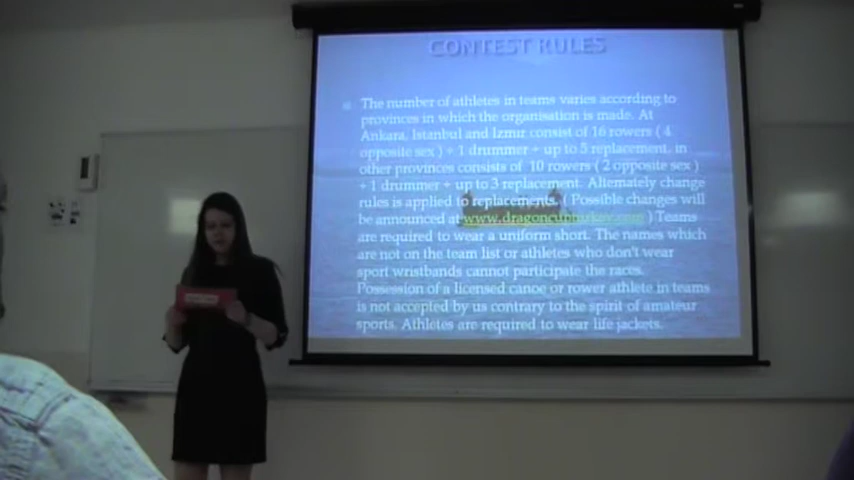 CONTEST RULES
The number of athletes in teams varies according to
provinces in which the organisation is made. At
Ankara, Istanbul and Izmır consist of 16 rowers ( 4
opposite sex ) + 1 drummer + up to 5 replacement, in
other provinces consists of 10 rowers ( 2 opposite sex )
+ 1 drummer + up to 3 replacement. Alternately change
rules is applied to replacements. ( Possible changes will
be announced at www.dragoncupturkey.com ) Teams
are required to wear a uniform short. The names which
are not on the team list or athletes who don't wear
sport wristbands cannot participate the races.
Possession of a licensed canoe or rower athlete in teams
is not accepted by us contrary to the spirit of amateur
sports. Athletes are required to wear life jackets.